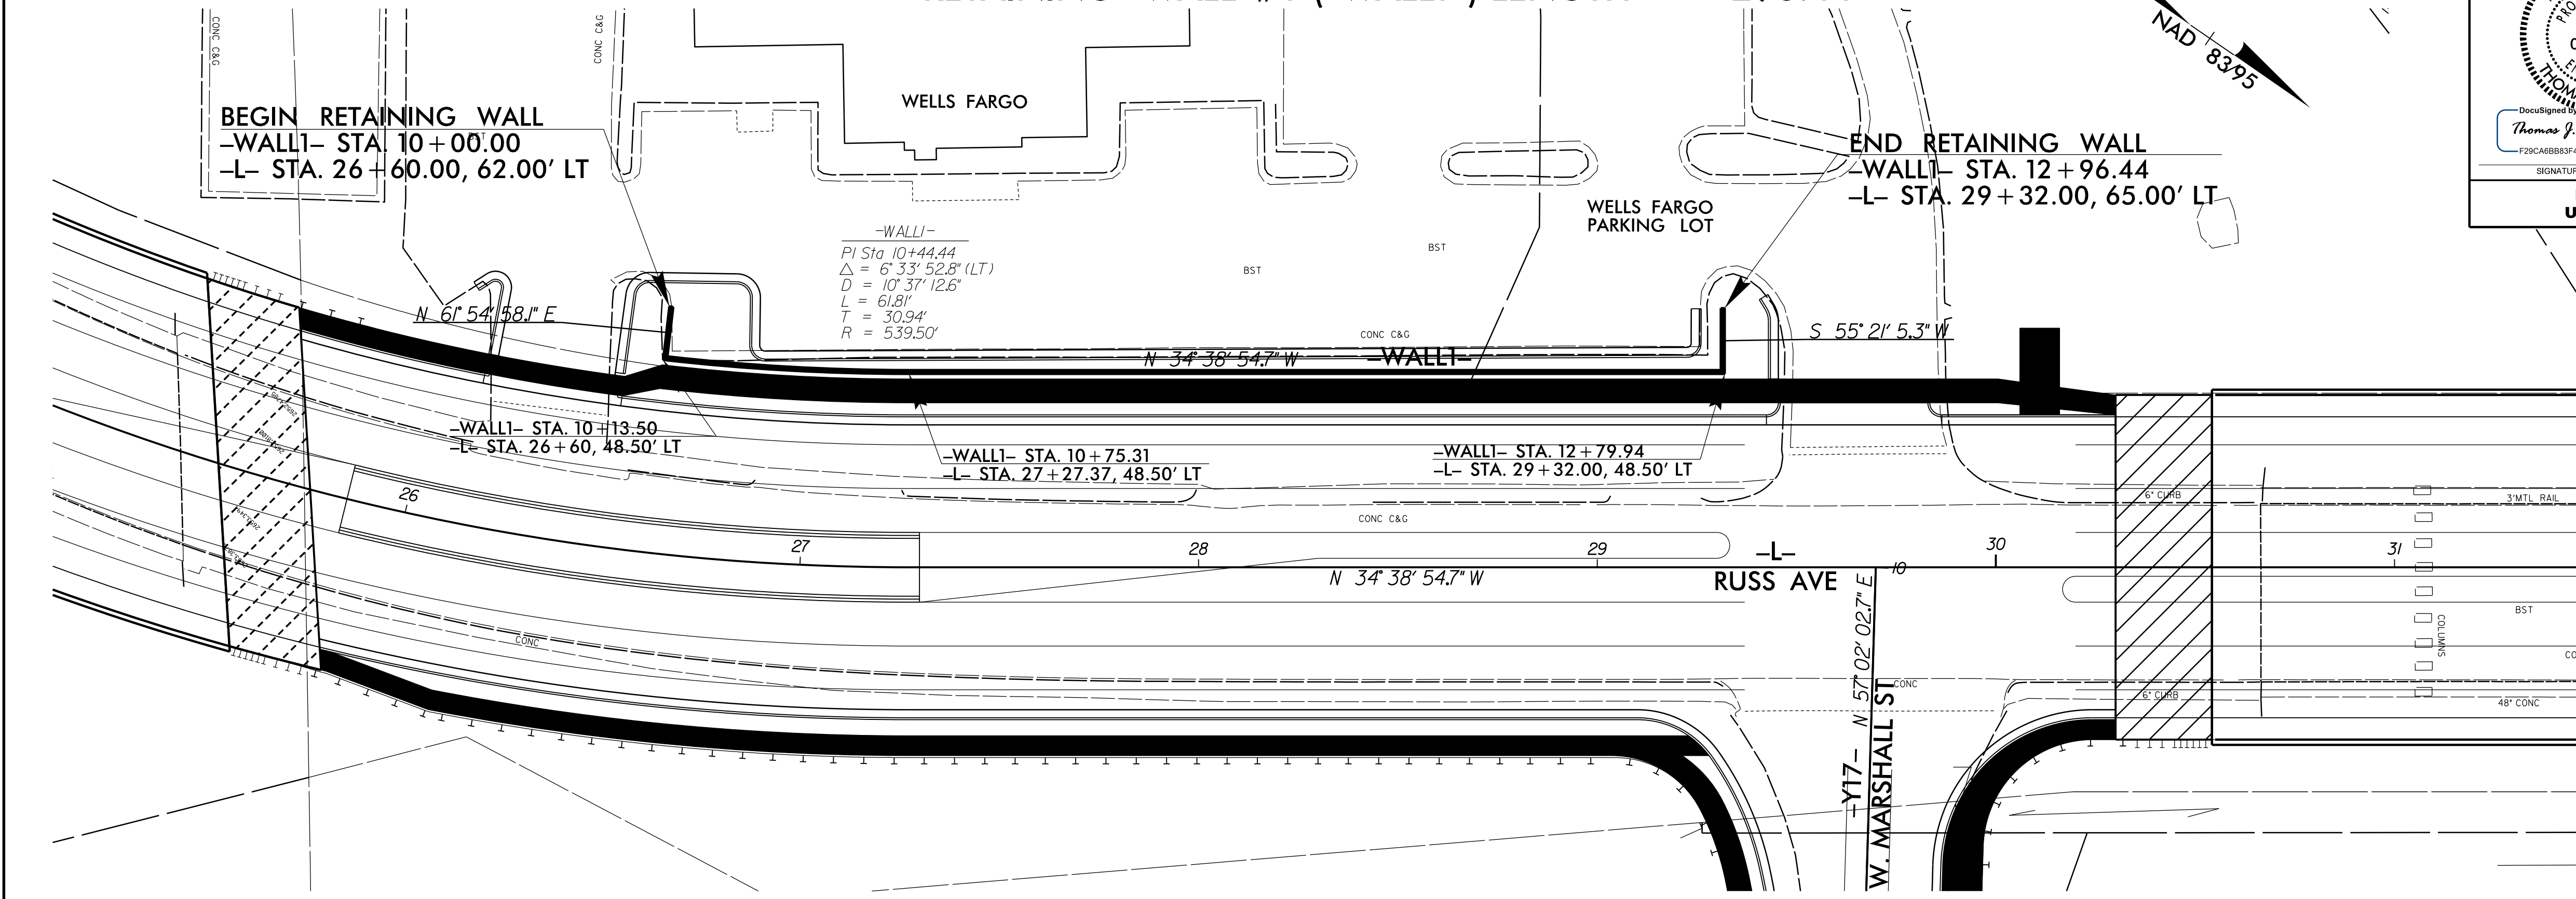 NAD 83/95
DocuSigned by
Thomas J.
F29CA6BB83F4
CONC C&G
CONC C&G
WELLS FARGO
BEGIN RETAINING WALL
BST
–WALL1– STA. 10+00.00
–L– STA. 26+60.00, 62.00' LT
END RETAINING WALL
–WALL1– STA. 12+96.44
–L– STA. 29+32.00, 65.00' LT
WELLS FARGO
PARKING LOT
BST
BST
–WALL1–
PI Sta 10+44.44
△ = 6° 33' 52.8" (LT)
D = 10° 37' 12.6"
L = 61.81'
T = 30.94'
R = 539.50'
N 61° 54' 58.1" E
CONC C&G
N 34° 38' 54.7" W
–WALL1–
S 55° 21' 5.3" W
–WALL1– STA. 10+13.50
–L– STA. 26+60, 48.50' LT
–WALL1– STA. 10+75.31
–L– STA. 27+27.37, 48.50' LT
–WALL1– STA. 12+79.94
–L– STA. 29+32.00, 48.50' LT
6" CURB
3'MTL RAIL
26
27
28
29
30
31
CONC C&G
–L–
RUSS AVE
N 34° 38' 54.7" W
10
BST
COLUMNS
CONC
CONC
6" CURB
48" CONC
–Y17– N 57° 02' 02.7" E
W. MARSHALL ST